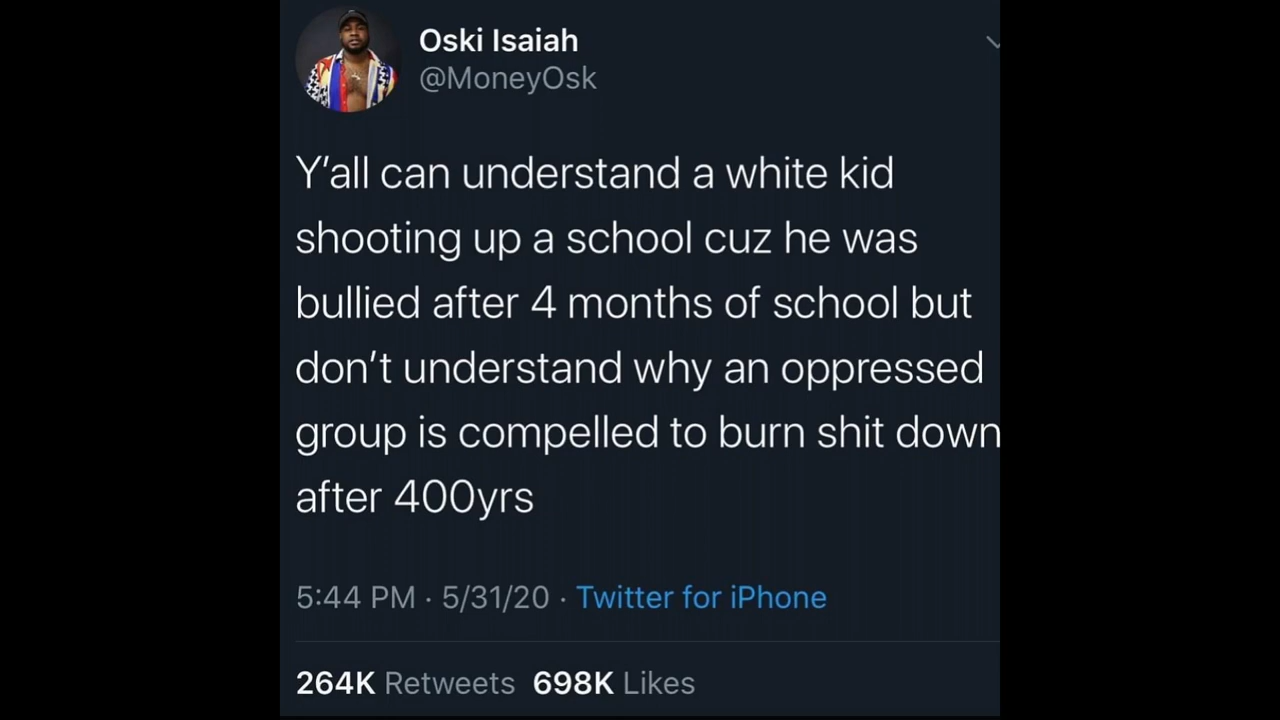 Oski Isaiah
@MoneyOsk
Y'all can understand a white kid
shooting up a school cuz he was
bullied after 4 months of school but
don't understand why an oppressed
group is compelled to burn shit down
after 400yrs
5:44 PM · 5/31/20 · Twitter for iPhone
264K Retweets 698K Likes